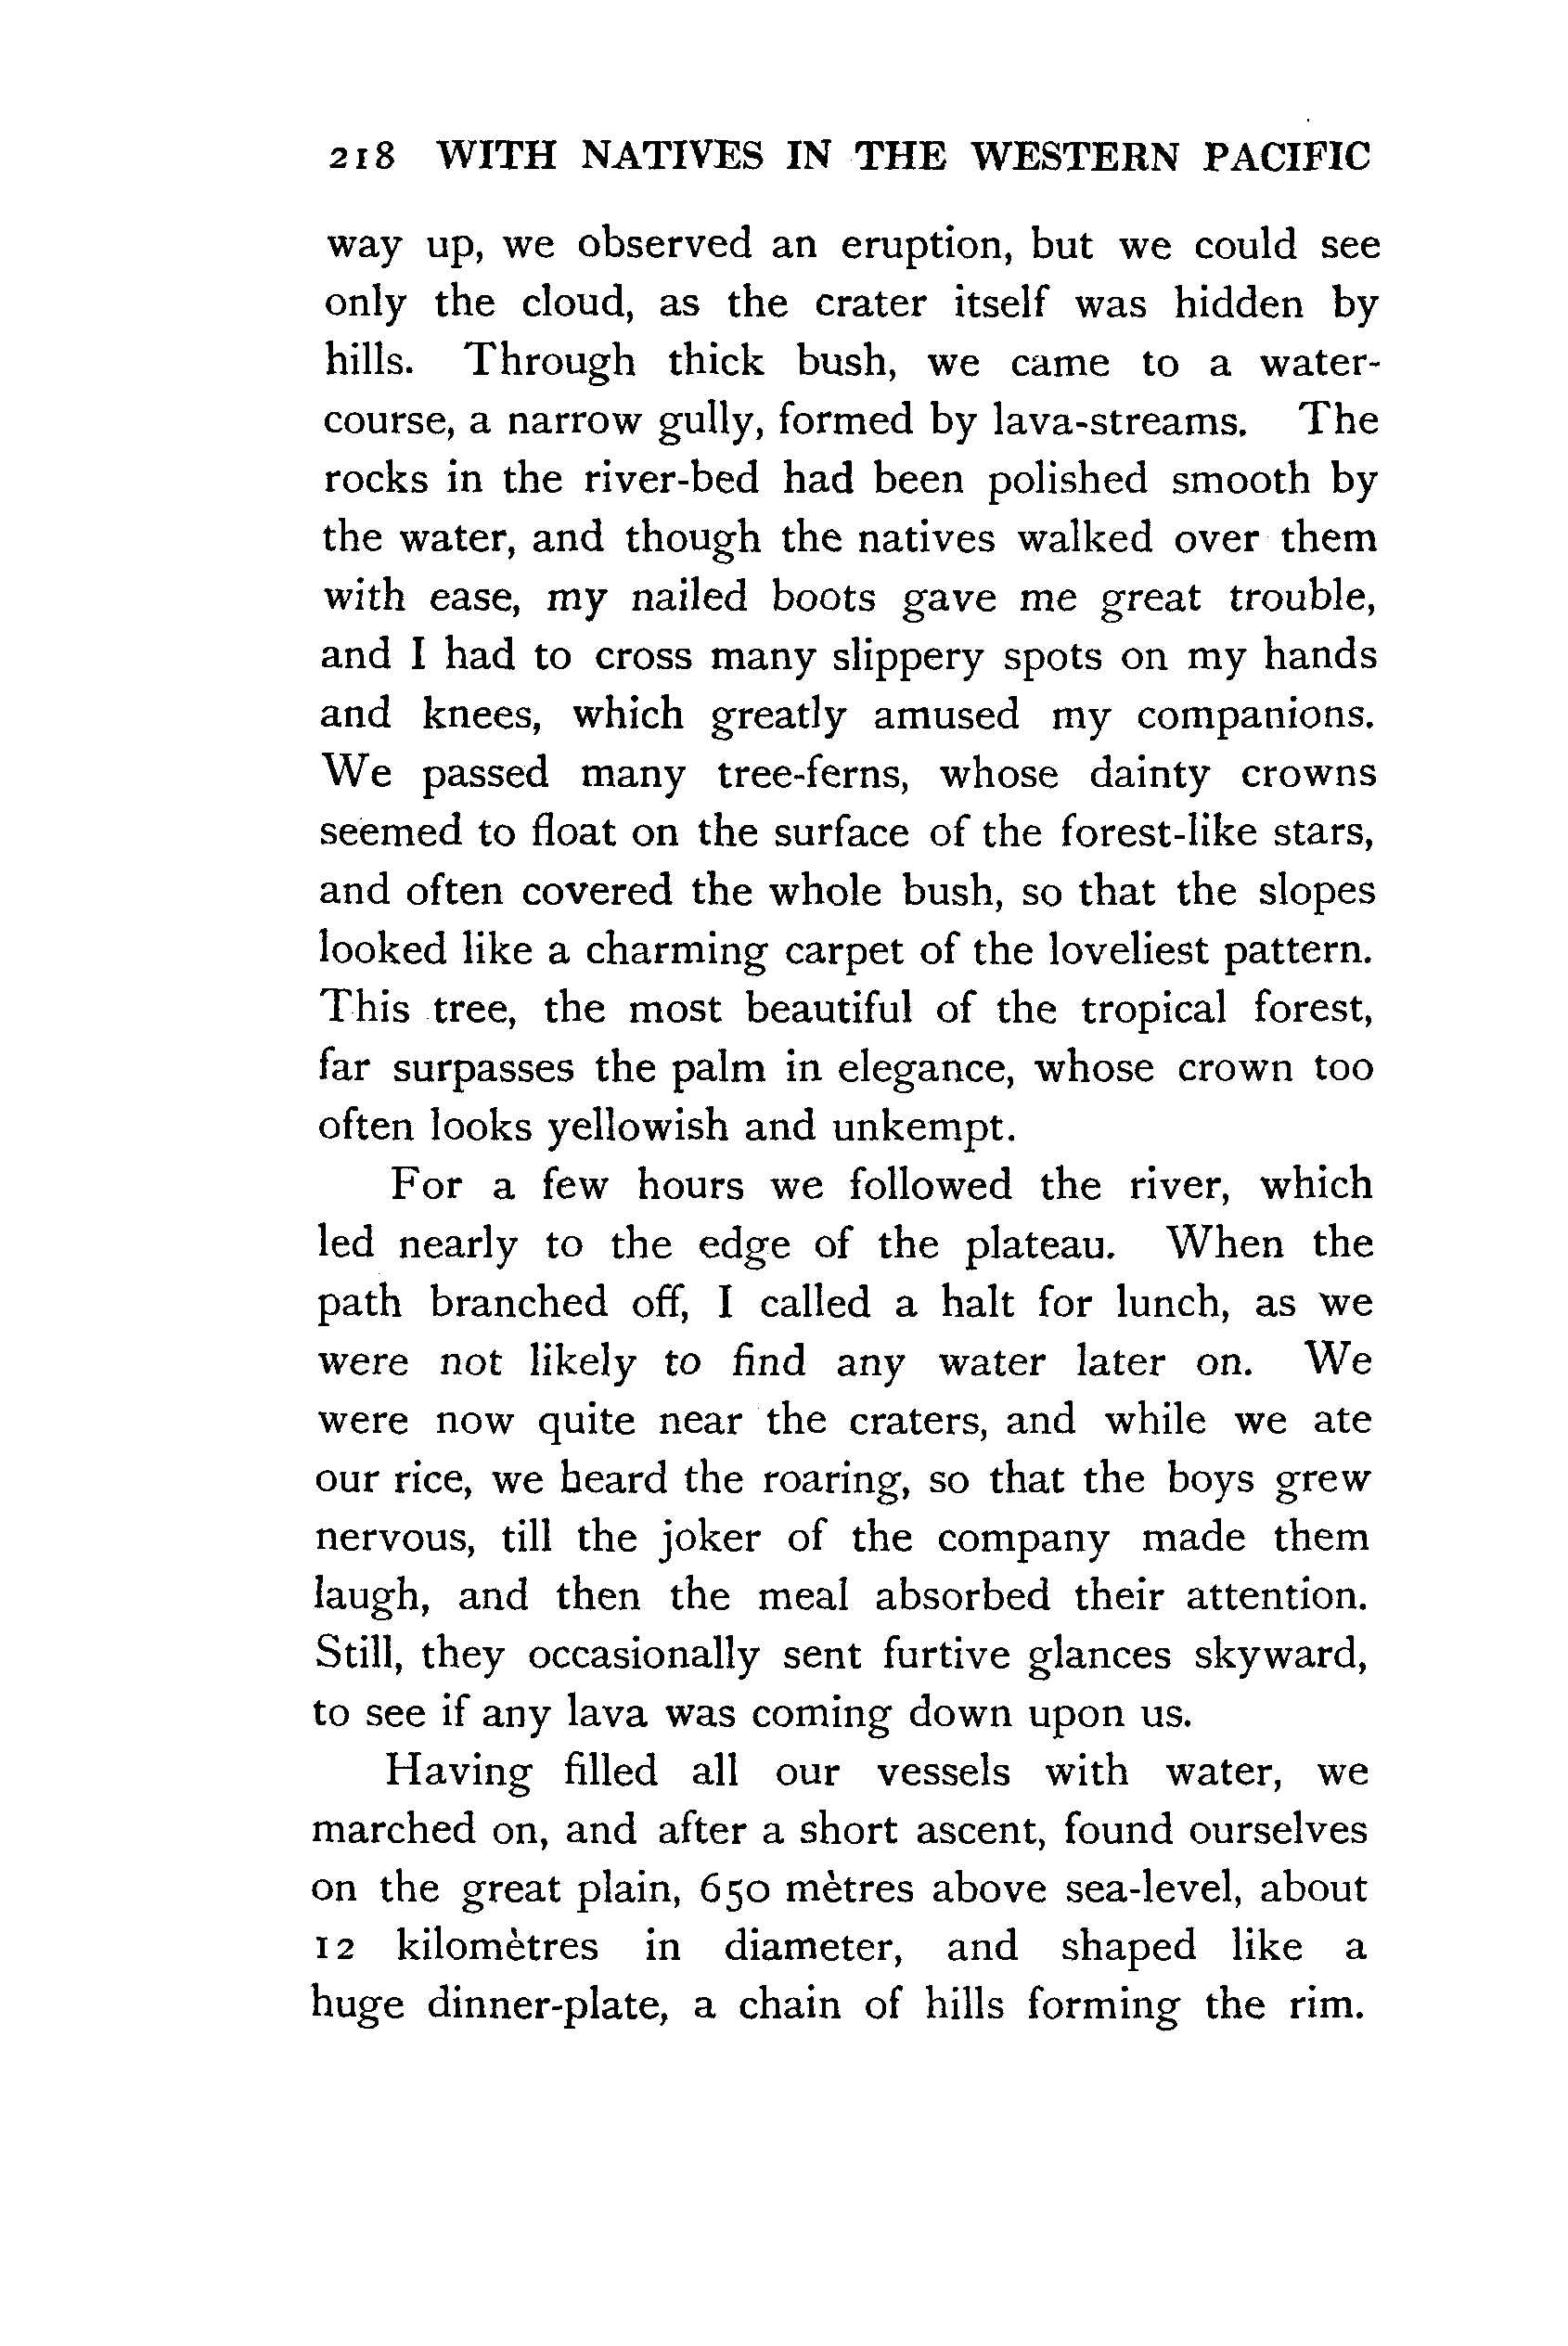 218 WITH NATIVES IN THE WESTERN PACIFIC
way up, we observed an eruption, but we could see
only the cloud, as the crater itself was hidden by
hills. Through thick bush, we came to a water-
course, a narrow gully, formed by lava-streams. The
rocks in the river-bed had been polished smooth by
the water, and though the natives walked over them
with ease, my nailed boots gave me great trouble,
and I had to cross many slippery spots on my hands
and knees, which greatly amused my companions.
We passed many tree-ferns, whose dainty crowns
seemed to float on the surface of the forest-like stars,
and often covered the whole bush, so that the slopes
looked like a charming carpet of the loveliest pattern.
This tree, the most beautiful of the tropical forest,
far surpasses the palm in elegance, whose crown too
often looks yellowish and unkempt.
For a few hours we followed the river, which
led nearly to the edge of the plateau. When the
path branched off, I called a halt for lunch, as we
were not likely to find any water later on. We
were now quite near the craters, and while we ate
our rice, we heard the roaring, so that the boys grew
nervous, till the joker of the company made them
laugh, and then the meal absorbed their attention.
Still, they occasionally sent furtive glances skyward,
to see if any lava was coming down upon us.
Having filled all our vessels with water, we
marched on, and after a short ascent, found ourselves
on the great plain, 650 mètres above sea-level, about
12 kilomètres in diameter, and shaped like a
huge dinner-plate, a chain of hills forming the rim.